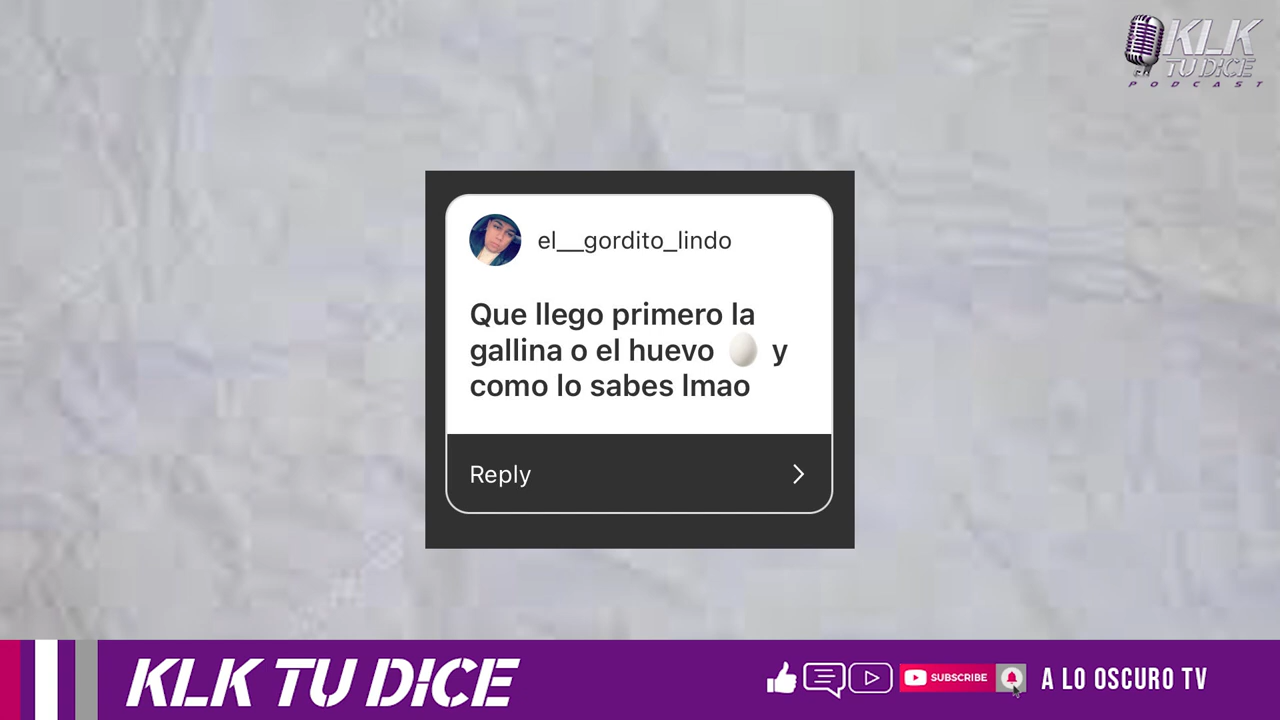 KLK
TU DICE
PODCAST
el__gordito_lindo
Que llego primero la
gallina o el huevo 🥚 y
como lo sabes lmao
Reply
KLK TU DICE
SUBSCRIBE
A LO OSCURO TV